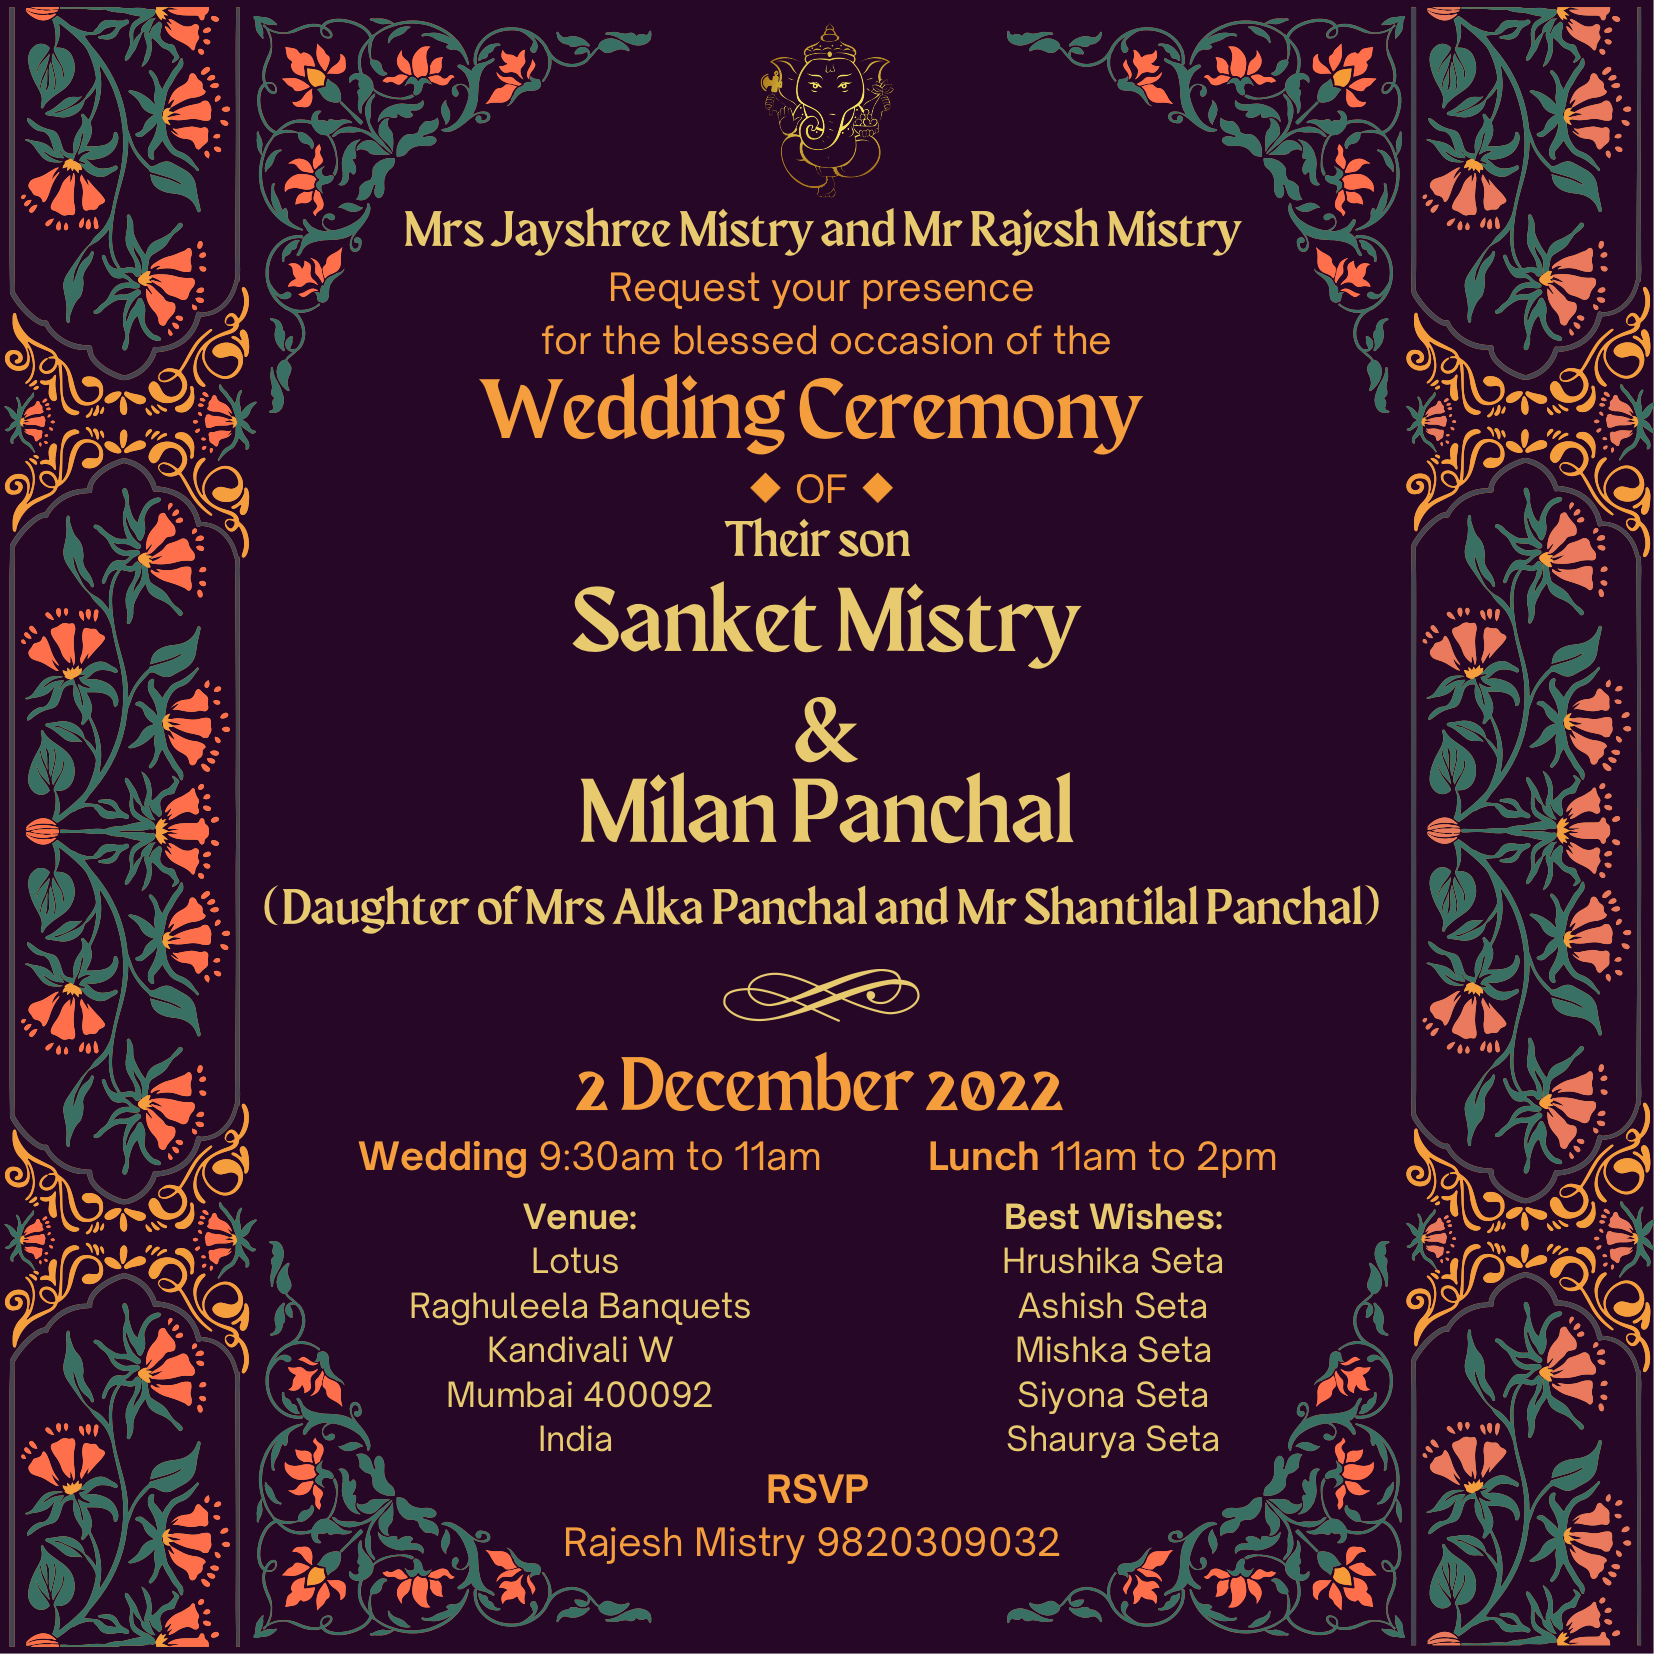 Mrs Jayshree Mistry and Mr Rajesh Mistry
Request your presence
for the blessed occasion of the
Wedding Ceremony
◆ OF ◆
Their son
Sanket Mistry
&
Milan Panchal
(Daughter of Mrs Alka Panchal and Mr Shantilal Panchal)
2 December 2022
Wedding 9:30am to 11am
Lunch 11am to 2pm
Venue:
Lotus
Raghuleela Banquets
Kandivali W
Mumbai 400092
India
Best Wishes:
Hrushika Seta
Ashish Seta
Mishka Seta
Siyona Seta
Shaurya Seta
RSVP
Rajesh Mistry 9820309032